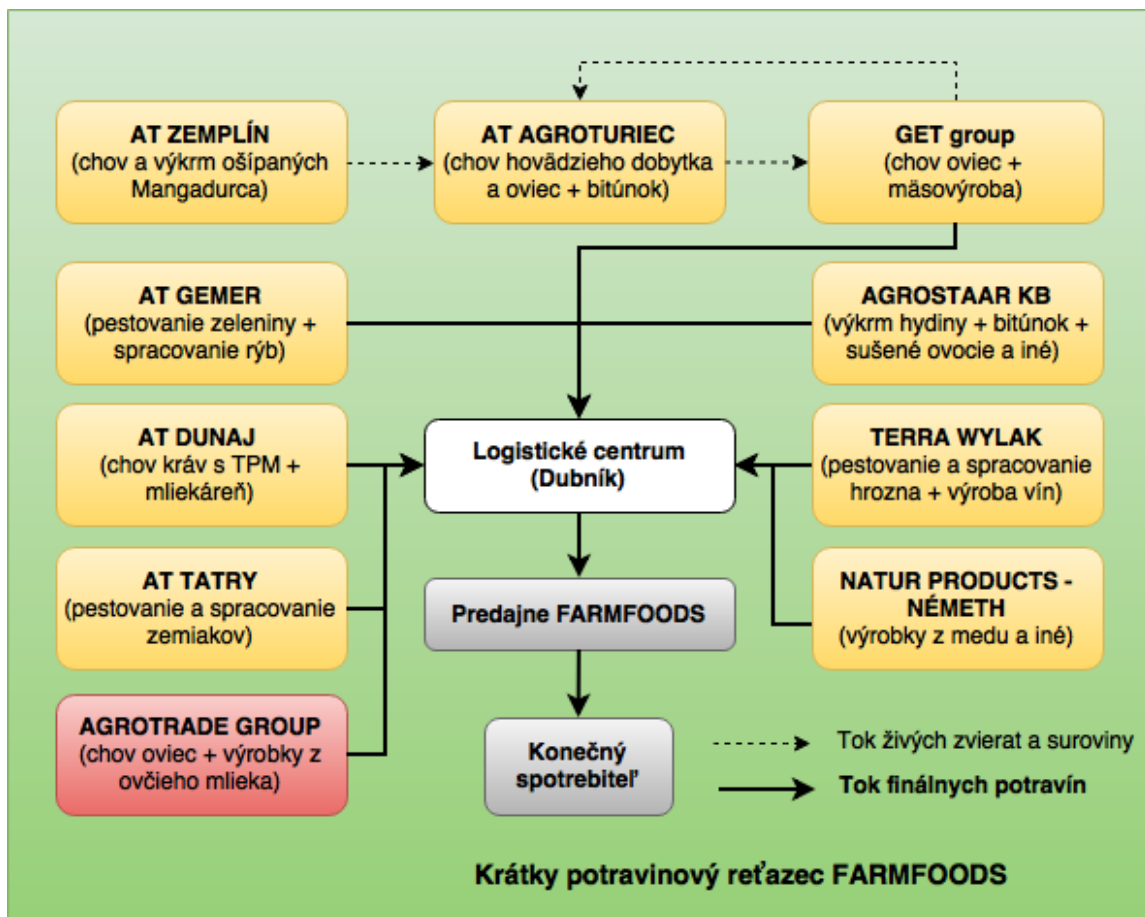 AT ZEMPLÍN
(chov a výkrm ošípaných
Mangadurca)
AT AGROTURIEC
(chov hovädzieho dobytka
a oviec + bitúnok)
GET group
(chov oviec +
mäsovýroba)
AT GEMER
(pestovanie zeleniny +
spracovanie rýb)
AGROSTAAR KB
(výkrm hydiny + bitúnok +
sušené ovocie a iné)
AT DUNAJ
(chov kráv s TPM +
mliekáreň)
Logistické centrum
(Dubník)
TERRA WYLAK
(pestovanie a spracovanie
hrozna + výroba vín)
AT TATRY
(pestovanie a spracovanie
zemiakov)
Predajne FARMFOODS
NATUR PRODUCTS -
NÉMETH
(výrobky z medu a iné)
AGROTRADE GROUP
(chov oviec + výrobky z
ovčieho mlieka)
Konečný
spotrebiteľ
Tok živých zvierat a suroviny
Tok finálnych potravín
Krátky potravinový reťazec FARMFOODS